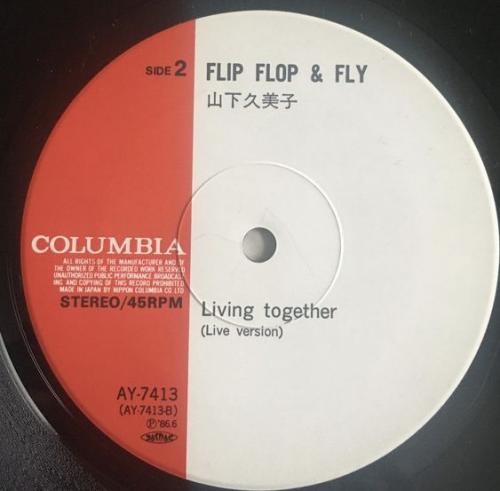 SIDE 2 FLIP FLOP & FLY
山下久美子
COLUMBIA
ALL RIGHTS OF THE MANUFACTURER AND OF
THE OWNER OF THE RECORDED WORK RESERVED
UNAUTHORIZED PUBLIC PERFORMANCE BROADCAST-
ING AND COPYING OF THIS RECORD PROHIBITED
MADE IN JAPAN BY NIPPON COLUMBIA CO LTD
STEREO/45RPM
Living together
(Live version)
AY-7413
(AY-7413-B)
Ⓟ'86.6